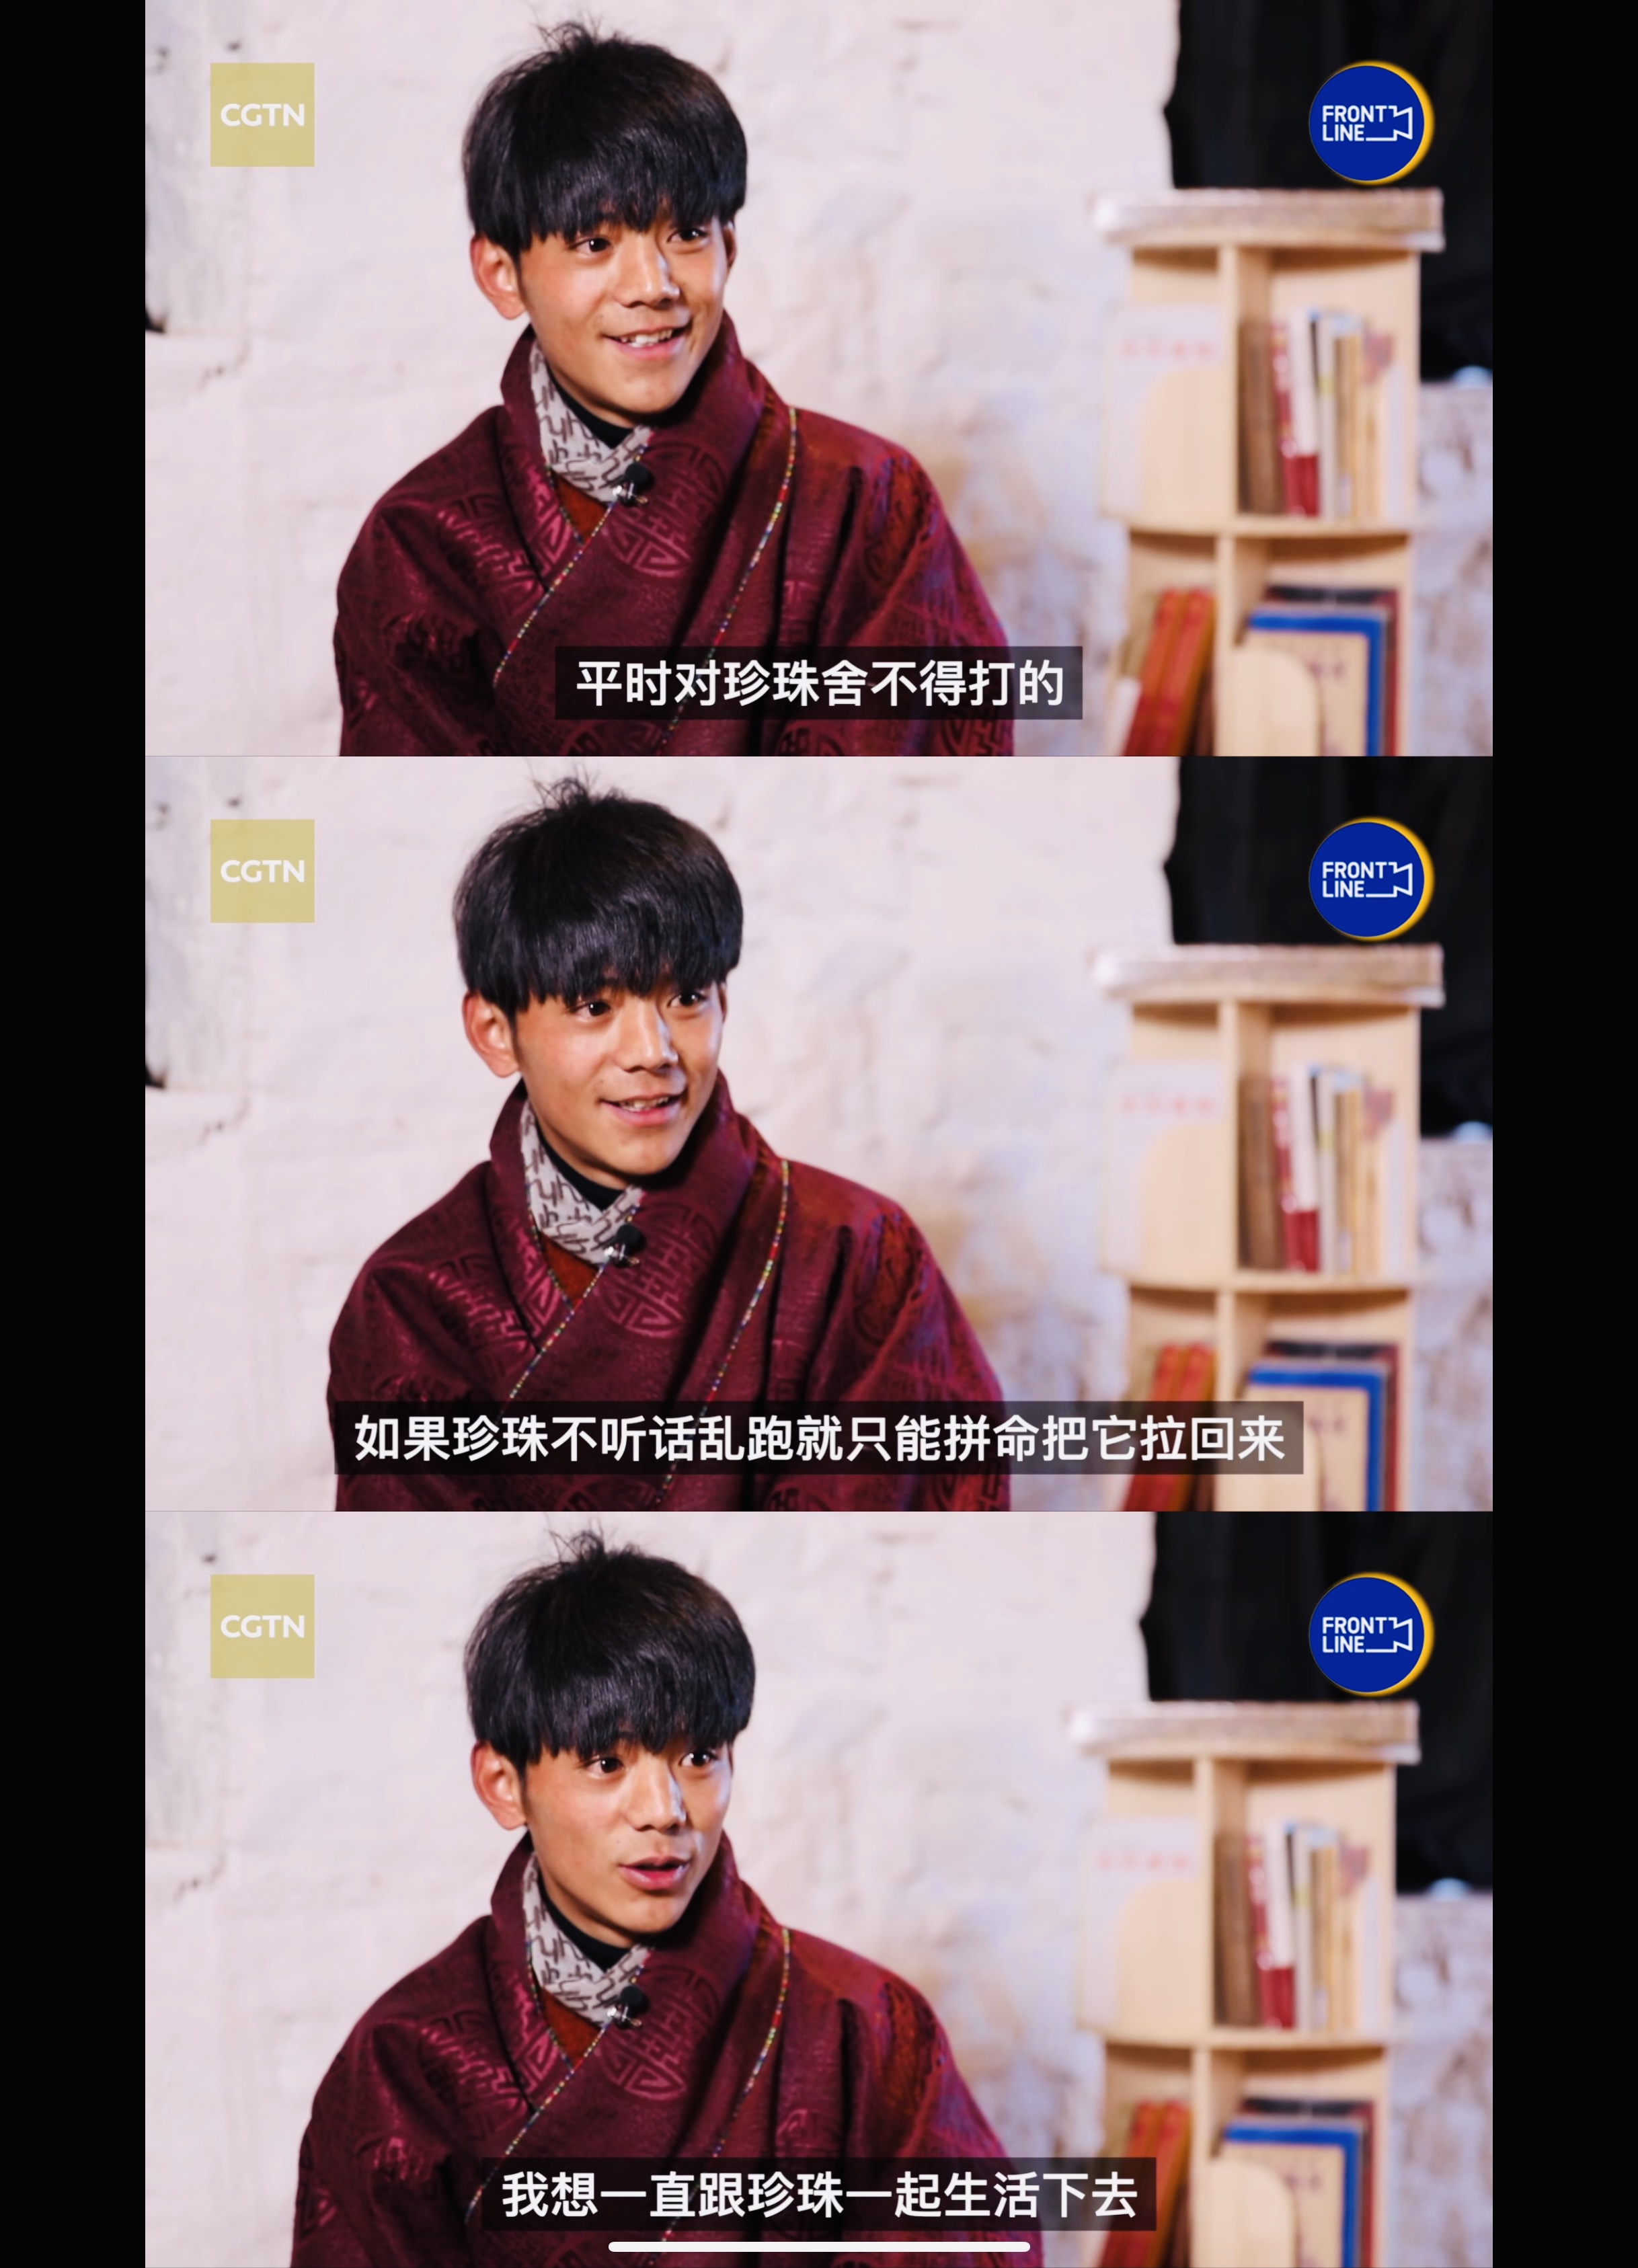 CGTN
FRONT
LINE
平时对珍珠舍不得打的
CGTN
FRONT
LINE
如果珍珠不听话乱跑就只能拼命把它拉回来
CGTN
FRONT
LINE
我想一直跟珍珠一起生活下去